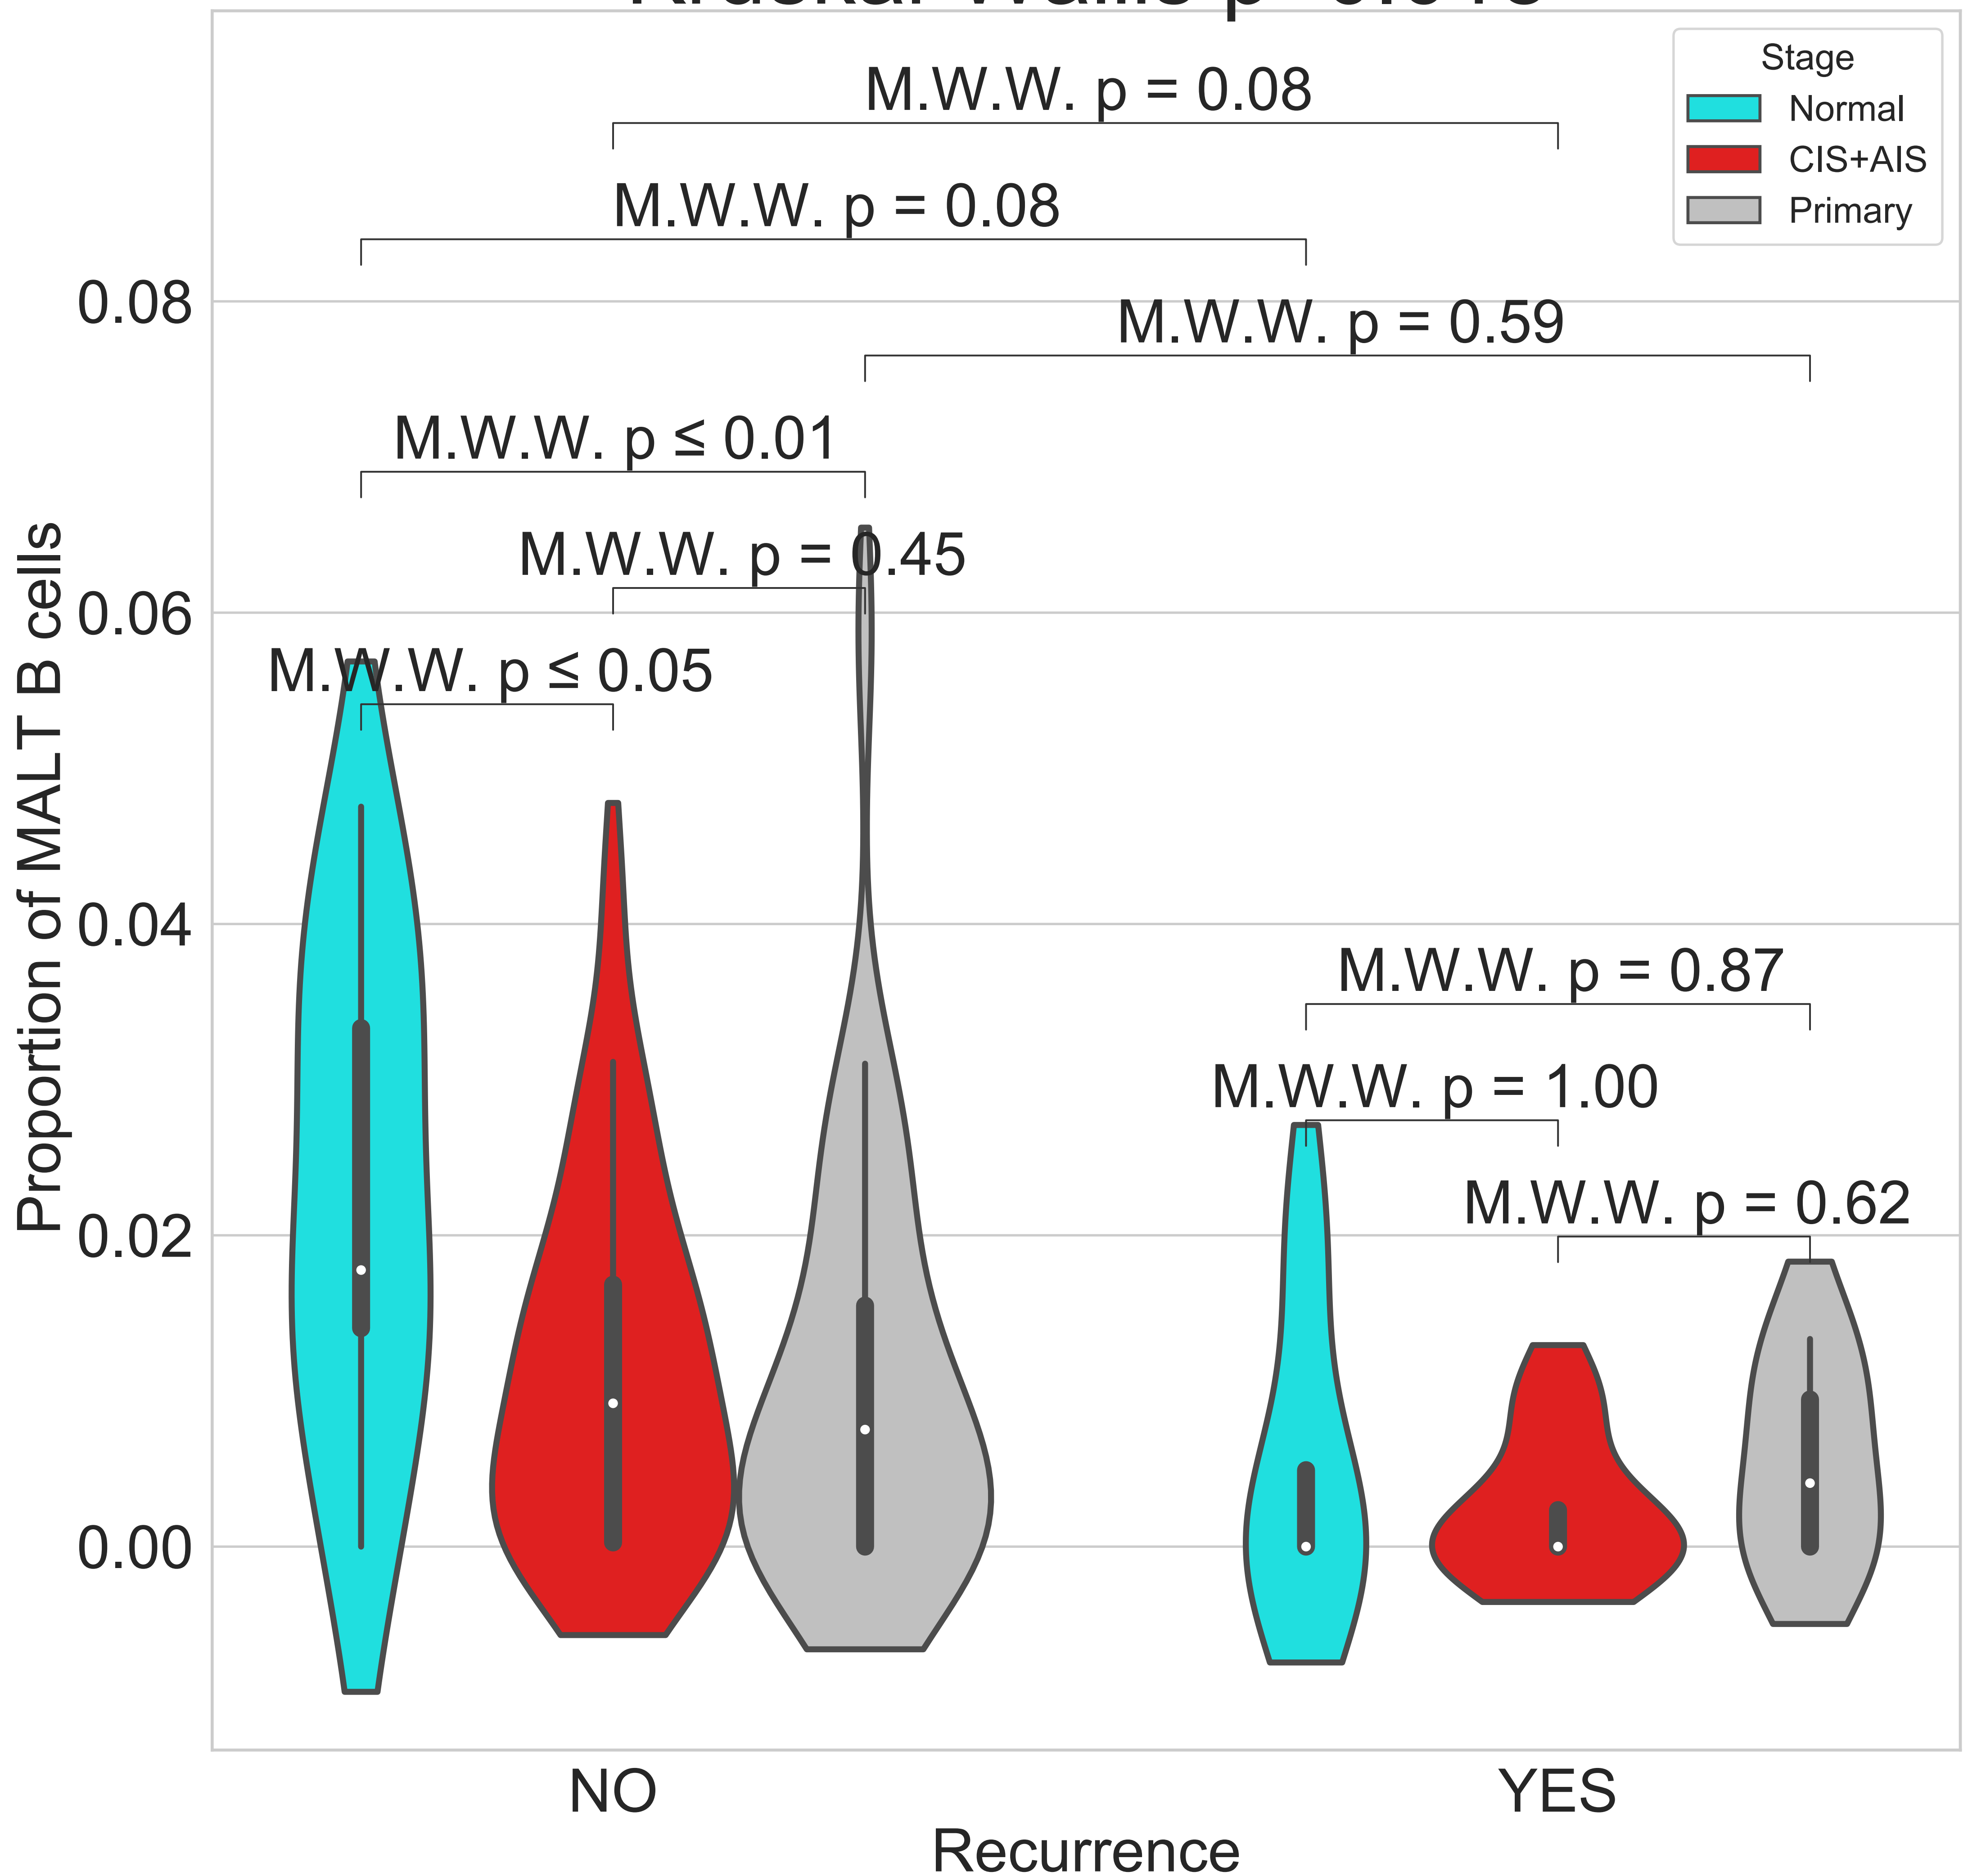 Stage
Normal
CIS+AIS
Primary
M.W.W. p = 0.08
M.W.W. p = 0.08
M.W.W. p = 0.59
M.W.W. p ≤ 0.01
M.W.W. p = 0.45
M.W.W. p ≤ 0.05
M.W.W. p = 0.87
M.W.W. p = 1.00
M.W.W. p = 0.62
Proportion of MALT B cells
0.08
0.06
0.04
0.02
0.00
NO
YES
Recurrence